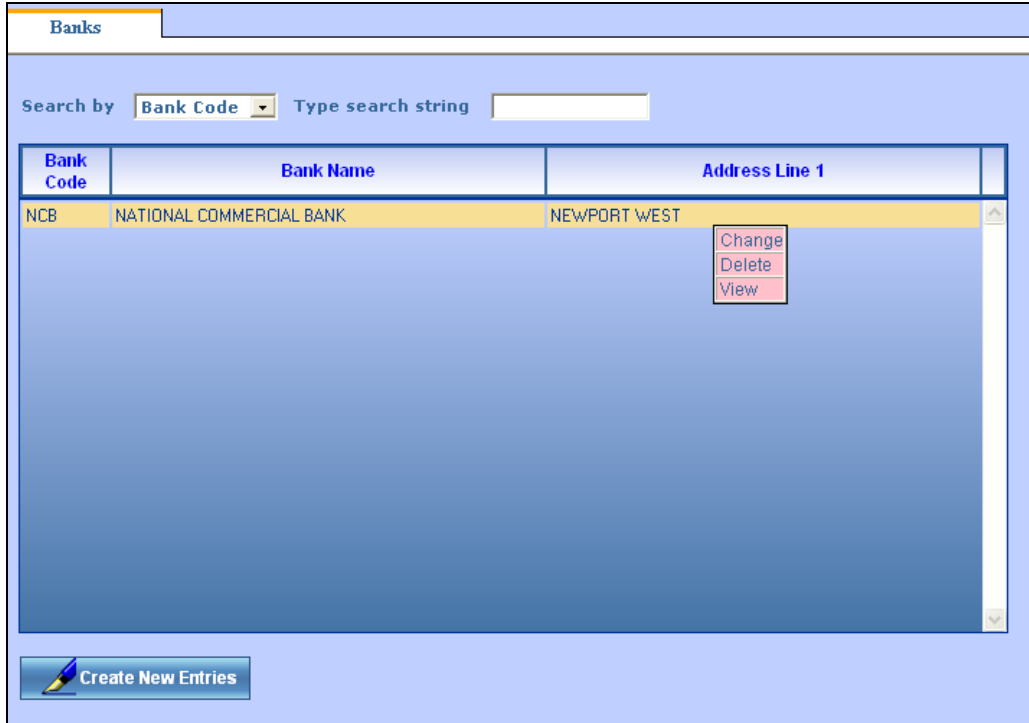 Banks
Search by Bank Code Type search string
Bank Code Bank Name Address Line 1
NCB NATIONAL COMMERCIAL BANK NEWPORT WEST
Change
Delete
View
Create New Entries